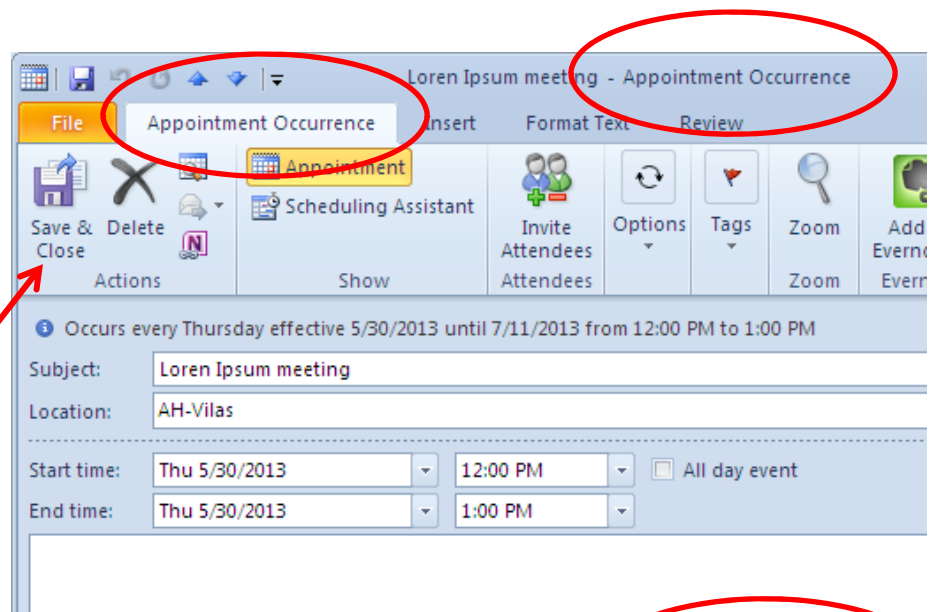 Loren Ipsum meeting - Appointment Occurrence
File Appointment Occurrence Insert Format Text Review
Appointment
Scheduling Assistant
Save & Close
Delete
Invite Attendees
Options
Tags
Zoom
Add
Actions Show Attendees Zoom
Occurs every Thursday effective 5/30/2013 until 7/11/2013 from 12:00 PM to 1:00 PM
Subject: Loren Ipsum meeting
Location: AH-Vilas
Start time: Thu 5/30/2013 12:00 PM All day event
End time: Thu 5/30/2013 1:00 PM